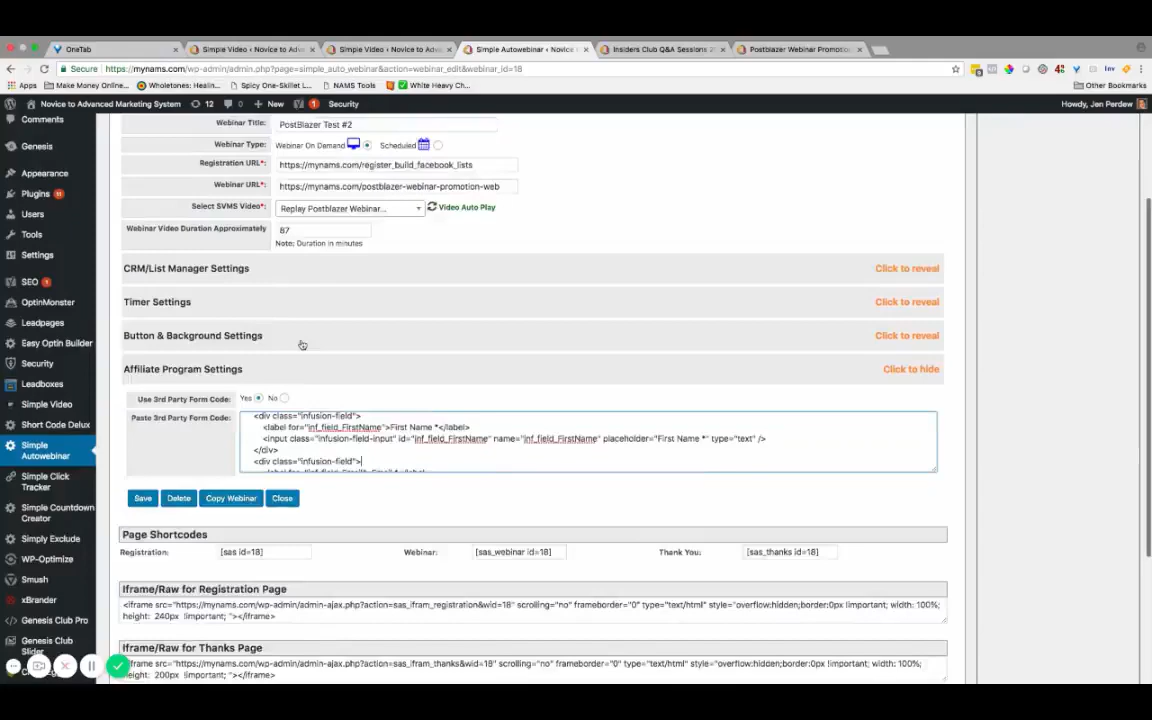 OneTab
Simple Video ‹ Novice to Adva
Simple Video ‹ Novice to Adva
Simple Autowebinar ‹ Novice
Insiders Club Q&A Sessions
Postblazer Webinar Promotio
Secure https://mynams.com/wp-admin/admin.php?page=simple_auto_webinar&action=webinar_edit&webinar_id=18
Apps Make Money Online... Wholetones: Healin... Spicy One-Skillet L... NAMS Tools White Heavy Ch... Other Bookmarks
Novice to Advanced Marketing System 12 0 New 1 Security Howdy, Jen Perdew
Comments
Genesis
Appearance
Plugins 11
Users
Tools
Settings
SEO 1
OptinMonster
Leadpages
Easy Optin Builder
Security
Leadboxes
Simple Video
Short Code Delux
Simple
Autowebinar
Simple Click
Tracker
Simple Countdown
Creator
Simply Exclude
WP-Optimize
Smush
xBrander
Genesis Club Pro
Genesis Club
Slider
Webinar Title: PostBlazer Test #2
Webinar Type: Webinar On Demand Scheduled
Registration URL*: https://mynams.com/register_build_facebook_lists
Webinar URL*: https://mynams.com/postblazer-webinar-promotion-web
Select SVMS Video*: Replay Postblazer Webinar... Video Auto Play
Webinar Video Duration Approximately 87
Note: Duration in minutes
CRM/List Manager Settings Click to reveal
Timer Settings Click to reveal
Button & Background Settings Click to reveal
Affiliate Program Settings Click to hide
Use 3rd Party Form Code: Yes No
Paste 3rd Party Form Code: <div class="infusion-field">
<label for="inf_field_FirstName">First Name *</label>
<input class="infusion-field-input" id="inf_field_FirstName" name="inf_field_FirstName" placeholder="First Name *" type="text" />
</div>
<div class="infusion-field">
Save Delete Copy Webinar Close
Page Shortcodes
Registration: [sas id=18] Webinar: [sas_webinar id=18] Thank You: [sas_thanks id=18]
Iframe/Raw for Registration Page
<iframe src="https://mynams.com/wp-admin/admin-ajax.php?action=sas_ifram_registration&wid=18" scrolling="no" frameborder="0" type="text/html" style="overflow:hidden;border:0px !important; width: 100%;
height: 240px !important; "></iframe>
Iframe/Raw for Thanks Page
iframe src="https://mynams.com/wp-admin/admin-ajax.php?action=sas_ifram_thanks&wid=18" scrolling="no" frameborder="0" type="text/html" style="overflow:hidden;border:0px !important; width: 100%;
height: 200px !important; "></iframe>